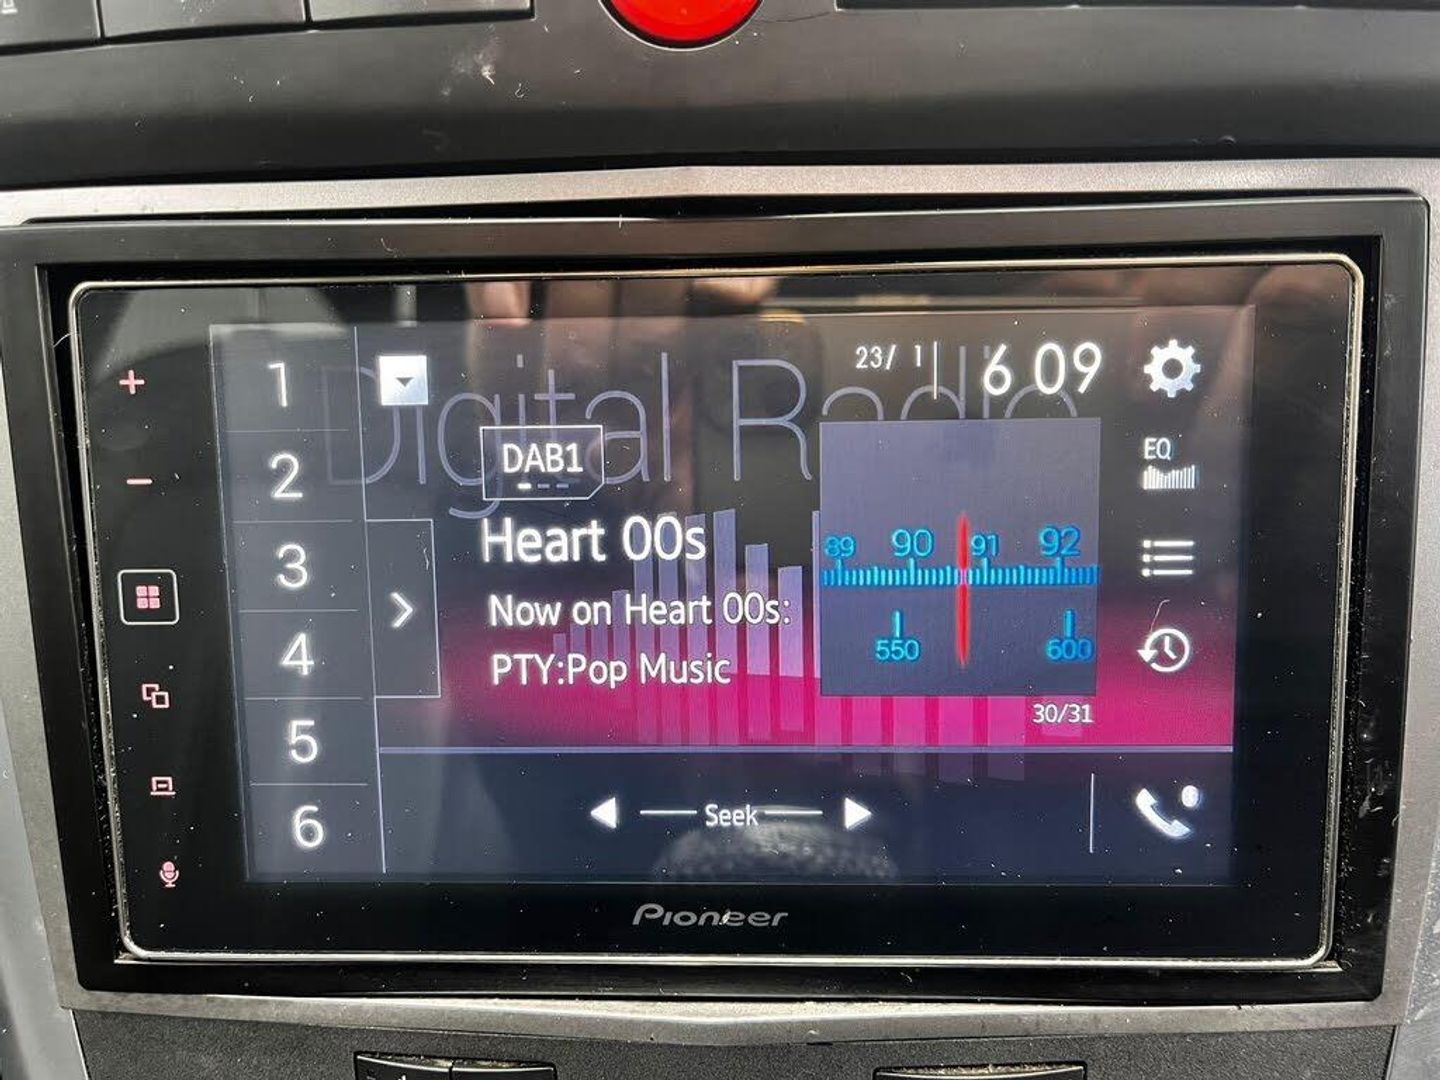 Digital Radio
23/ 1
6 09
1
2
3
4
5
6
DAB1
Heart 00s
Now on Heart 00s:
PTY:Pop Music
EQ
89 90 91 92
550 600
30/31
Seek
Pioneer